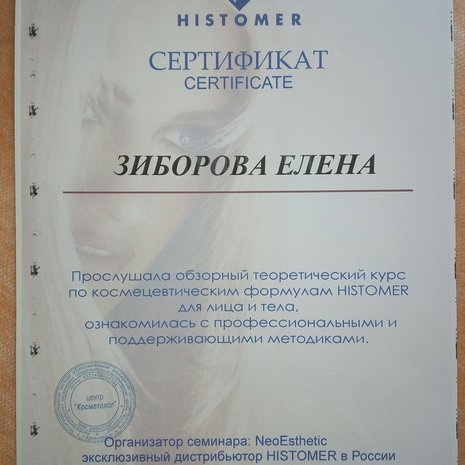 HISTOMER
СЕРТИФИКАТ
CERTIFICATE
ЗИБОРОВА ЕЛЕНА
Прослушала обзорный теоретический курс
по космецевтическим формулам HISTOMER
для лица и тела,
ознакомилась с профессиональными и
поддерживающими методиками.
центр
"Косметолог"
Организатор семинара: NeoEsthetic
эксклюзивный дистрибьютор HISTOMER в России